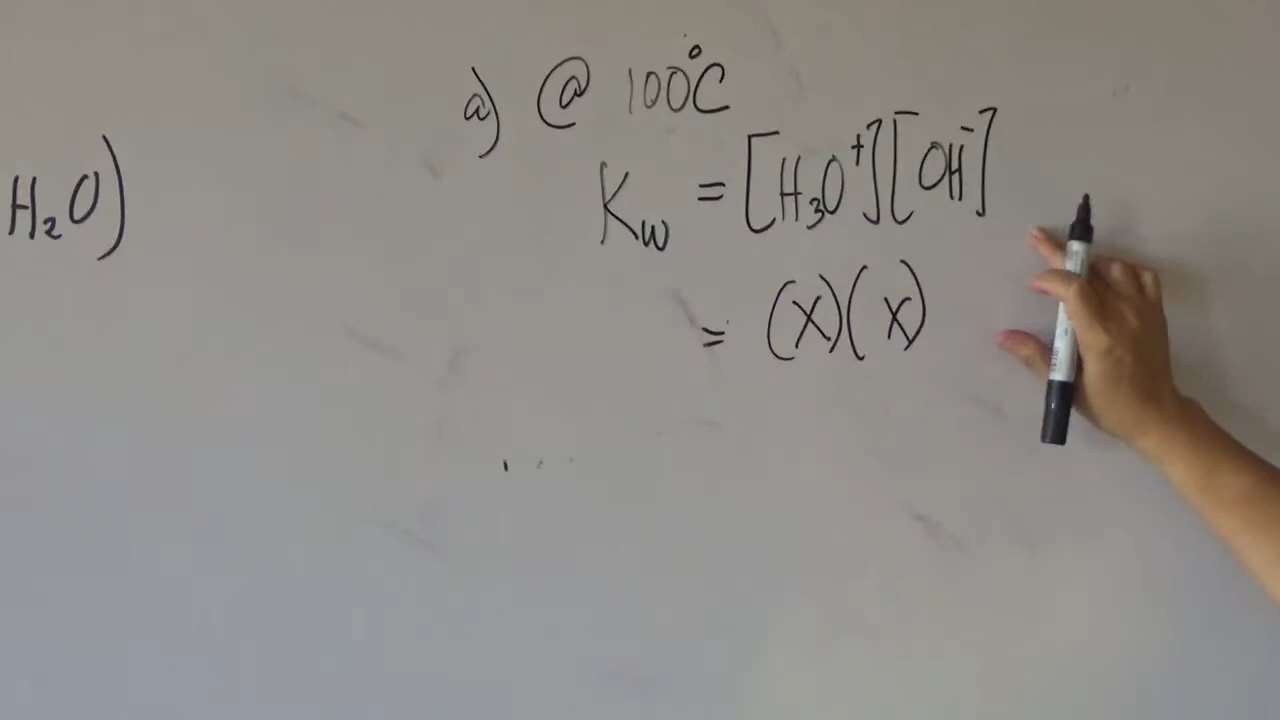 a) @ 100°C
H₂O)
Kw = [H₃O⁺][OH⁻]
= (x)(x)